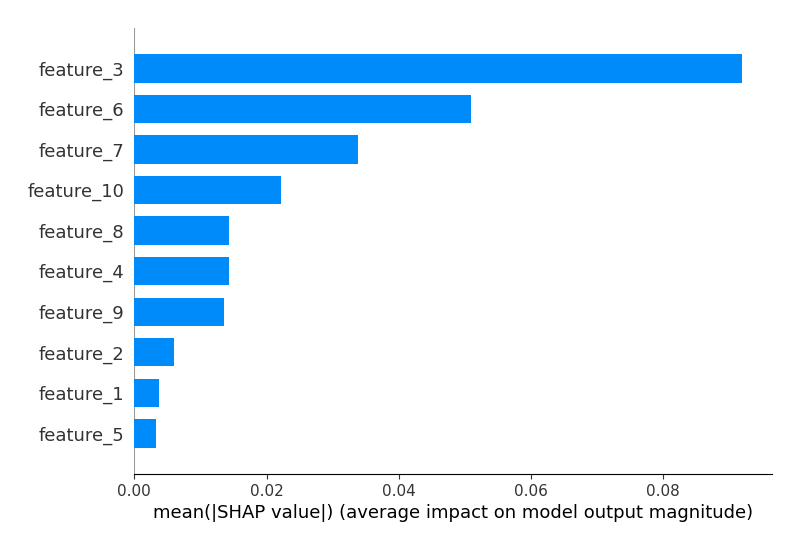 feature_3
feature_6
feature_7
feature_10
feature_8
feature_4
feature_9
feature_2
feature_1
feature_5
0.00 0.02 0.04 0.06 0.08
mean(|SHAP value|) (average impact on model output magnitude)